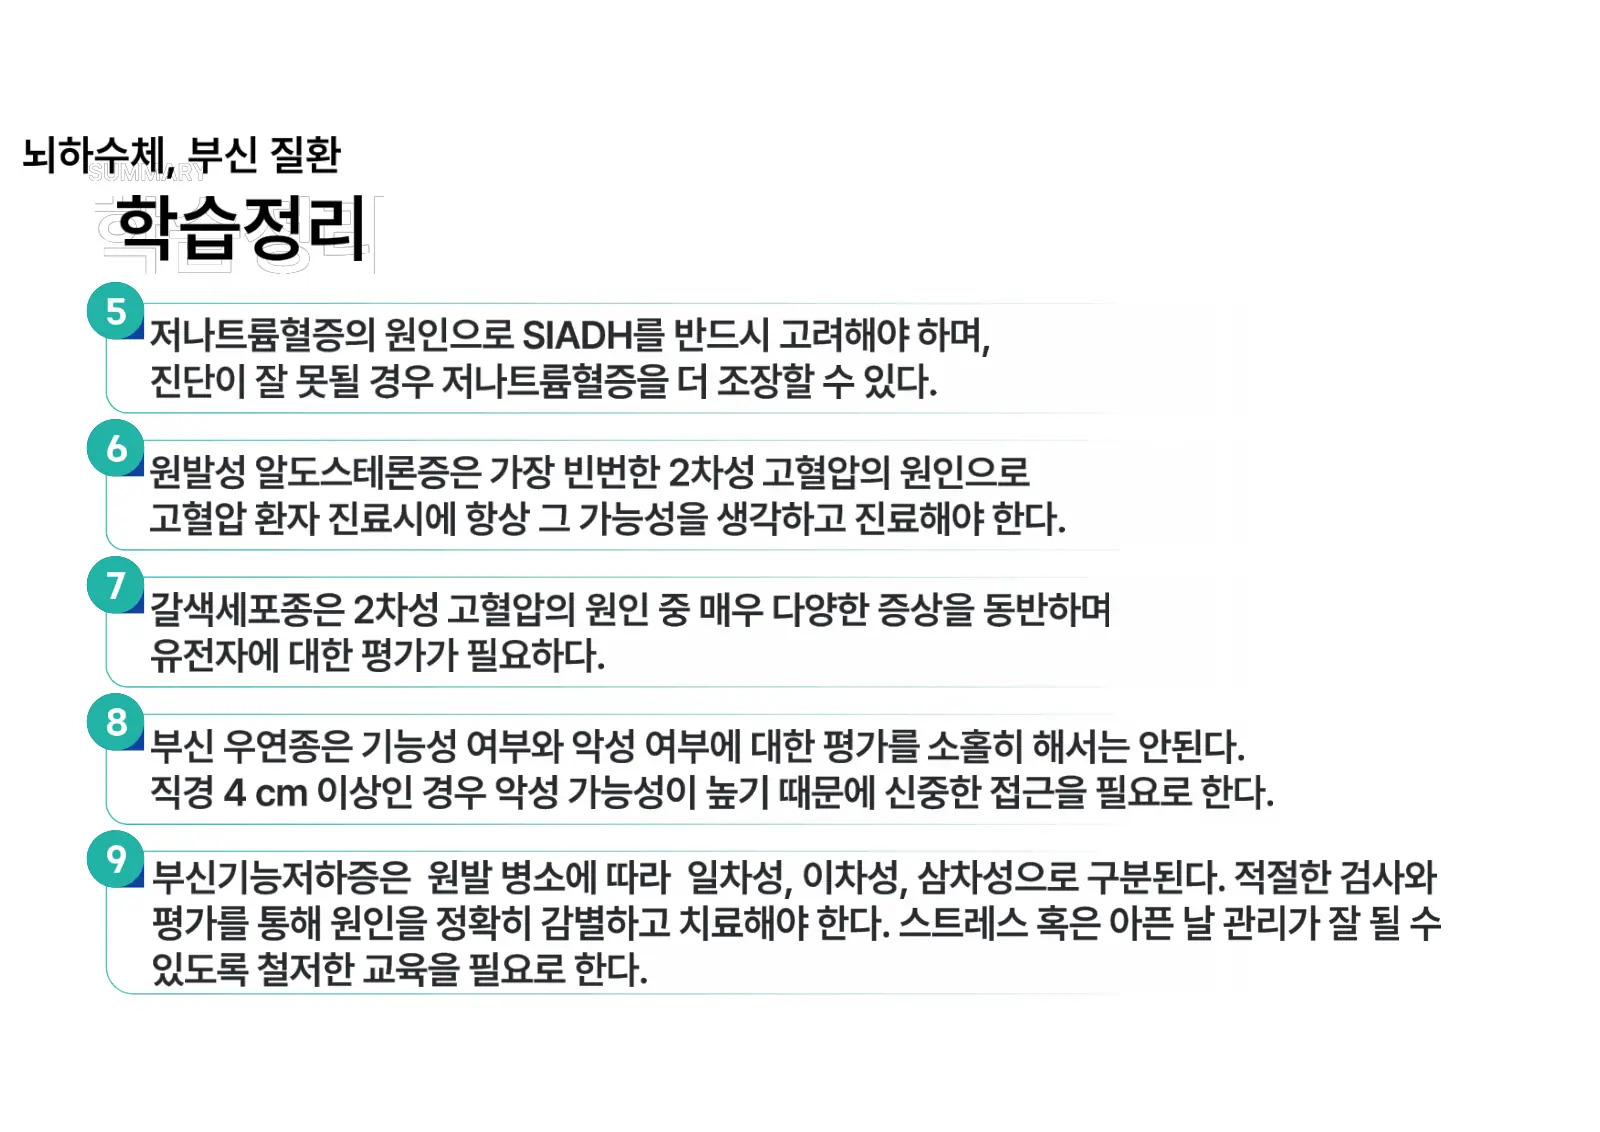 뇌하수체, 부신 질환
SUMMARY
학습정리
5
저나트륨혈증의 원인으로 SIADH를 반드시 고려해야 하며,
진단이 잘 못될 경우 저나트륨혈증을 더 조장할 수 있다.
6
원발성 알도스테론증은 가장 빈번한 2차성 고혈압의 원인으로
고혈압 환자 진료시에 항상 그 가능성을 생각하고 진료해야 한다.
7
갈색세포종은 2차성 고혈압의 원인 중 매우 다양한 증상을 동반하며
유전자에 대한 평가가 필요하다.
8
부신 우연종은 기능성 여부와 악성 여부에 대한 평가를 소홀히 해서는 안된다.
직경 4 cm 이상인 경우 악성 가능성이 높기 때문에 신중한 접근을 필요로 한다.
9
부신기능저하증은 원발 병소에 따라 일차성, 이차성, 삼차성으로 구분된다. 적절한 검사와
평가를 통해 원인을 정확히 감별하고 치료해야 한다. 스트레스 혹은 아픈 날 관리가 잘 될 수
있도록 철저한 교육을 필요로 한다.